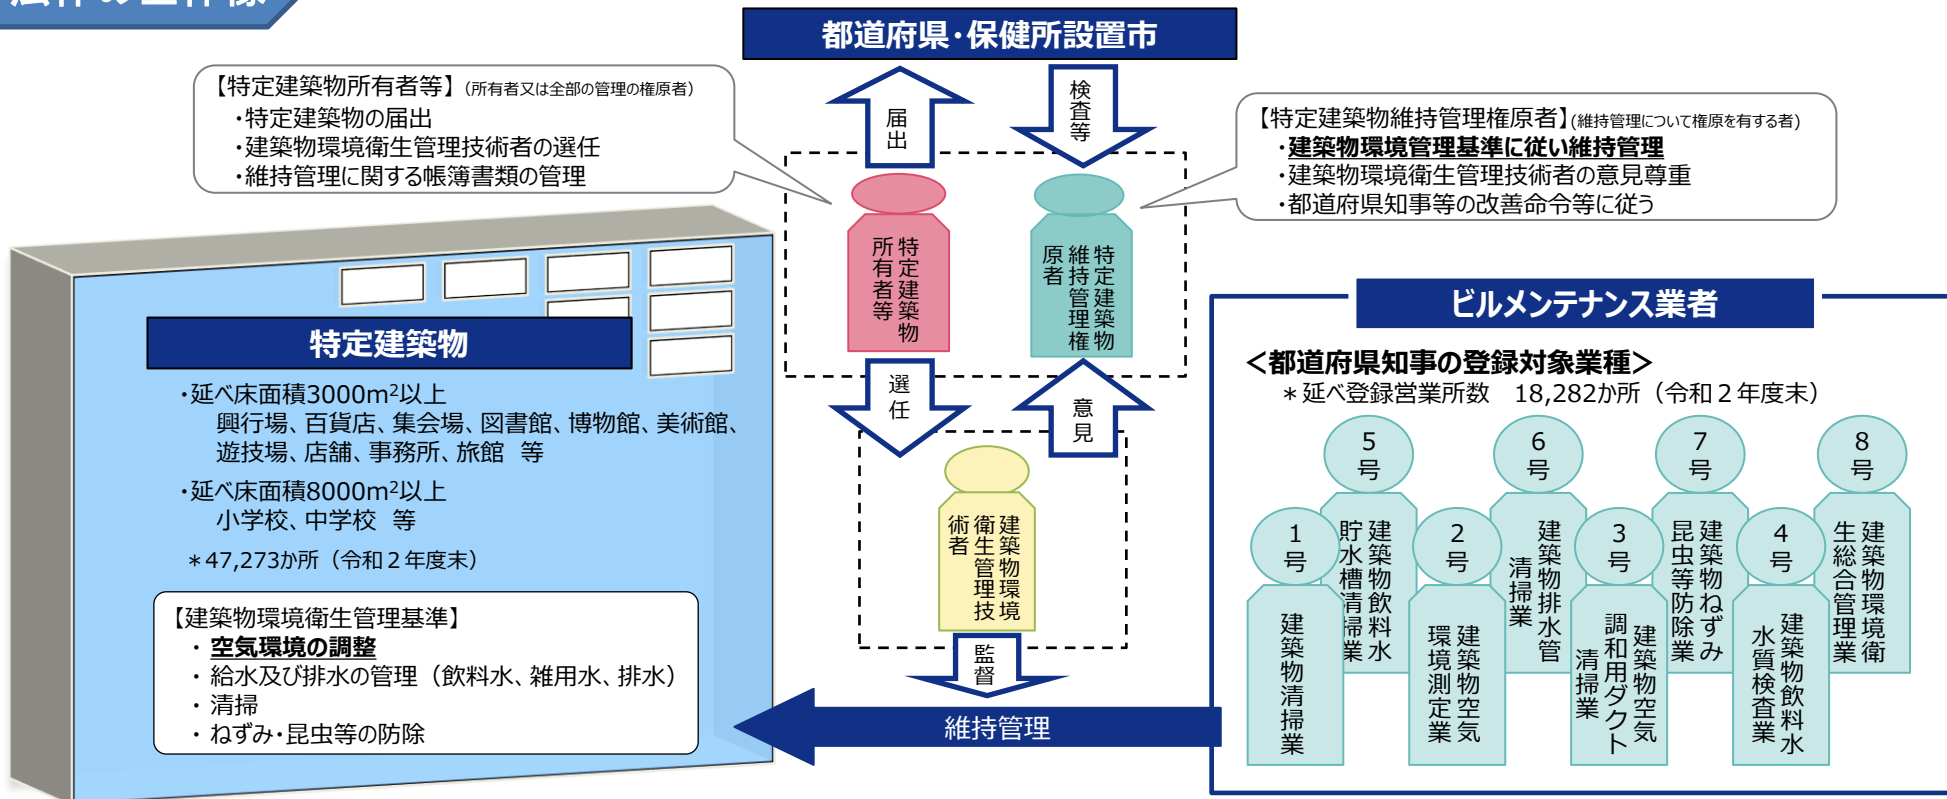 都道府県・保健所設置市
【特定建築物所有者等】(所有者又は全部の管理の権原者)
・特定建築物の届出
・建築物環境衛生管理技術者の選任
・維持管理に関する帳簿書類の管理
届出
検査等
【特定建築物維持管理権原者】(維持管理について権原を有する者)
・建築物環境管理基準に従い維持管理
・建築物環境衛生管理技術者の意見尊重
・都道府県知事等の改善命令等に従う
特定建築物
所有者等
特定建築物
維持管理権
原者
選任
意見
建築物環境
衛生管理技
術者
監督
維持管理
特定建築物
・延べ床面積3000m²以上
興行場、百貨店、集会場、図書館、博物館、美術館、
遊技場、店舗、事務所、旅館 等
・延べ床面積8000m²以上
小学校、中学校 等
＊47,273か所（令和２年度末）
【建築物環境衛生管理基準】
・ 空気環境の調整
・ 給水及び排水の管理（飲料水、雑用水、排水）
・ 清掃
・ ねずみ・昆虫等の防除
ビルメンテナンス業者
＜都道府県知事の登録対象業種＞
＊延べ登録営業所数 18,282か所（令和２年度末）
5号
建築物飲料水
貯水槽清掃業
6号
建築物排水管
清掃業
7号
建築物ねずみ
昆虫等防除業
8号
建築物環境衛
生総合管理業
1号
建築物清掃業
2号
建築物空気
環境測定業
3号
建築物空気
調和用ダクト
清掃業
4号
建築物飲料水
水質検査業